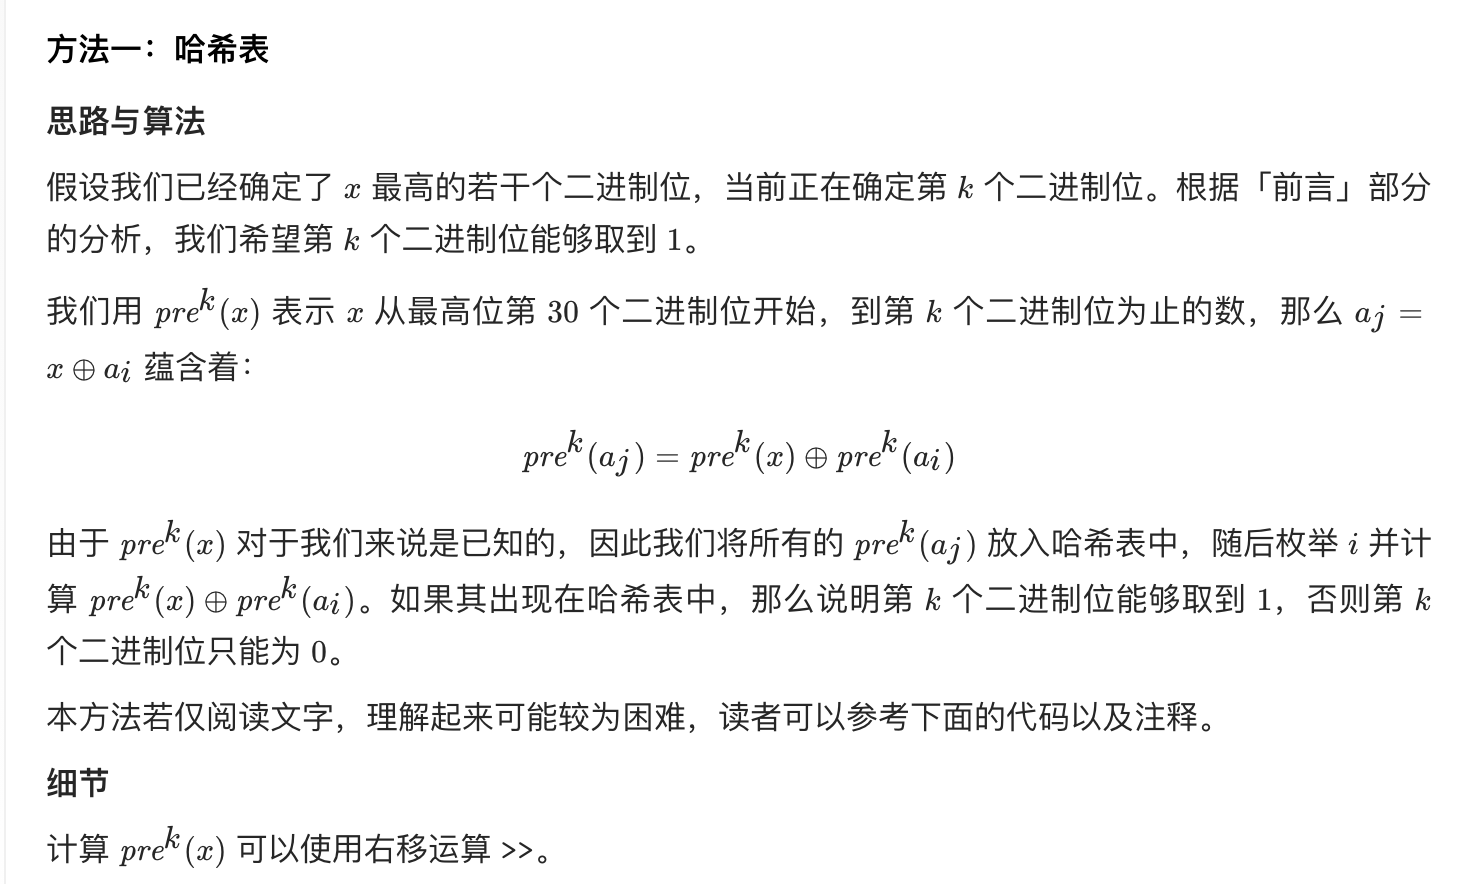 方法一：哈希表
思路与算法
假设我们已经确定了 x 最高的若干个二进制位，当前正在确定第 k 个二进制位。根据「前言」部分
的分析，我们希望第 k 个二进制位能够取到 1。
我们用 pre^k(x) 表示 x 从最高位第 30 个二进制位开始，到第 k 个二进制位为止的数，那么 a_j =
x ⊕ a_i 蕴含着：
pre^k(a_j) = pre^k(x) ⊕ pre^k(a_i)
由于 pre^k(x) 对于我们来说是已知的，因此我们将所有的 pre^k(a_j) 放入哈希表中，随后枚举 i 并计
算 pre^k(x) ⊕ pre^k(a_i)。如果其出现在哈希表中，那么说明第 k 个二进制位能够取到 1，否则第 k
个二进制位只能为 0。
本方法若仅阅读文字，理解起来可能较为困难，读者可以参考下面的代码以及注释。
细节
计算 pre^k(x) 可以使用右移运算 >>。